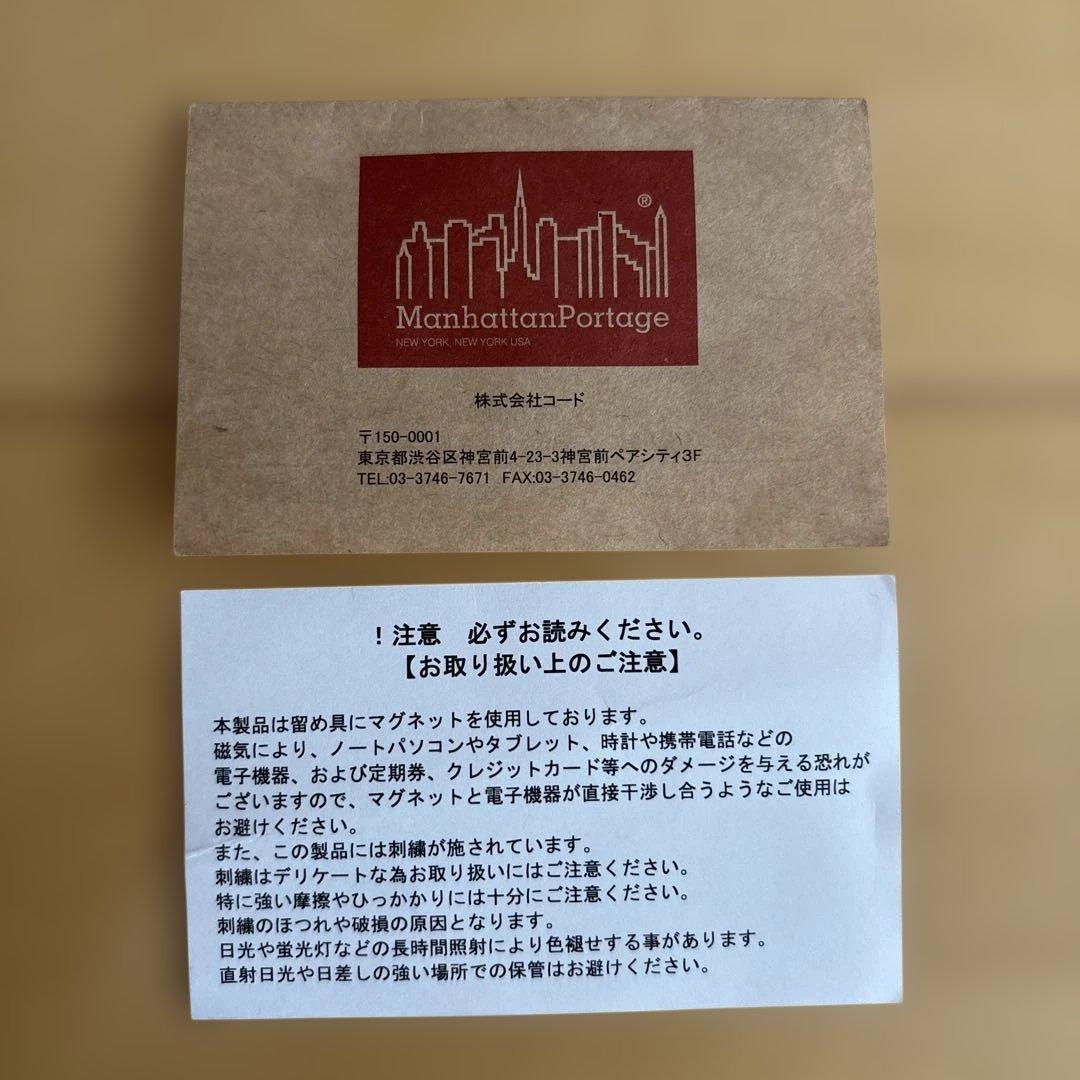 ®
ManhattanPortage
NEW YORK, NEW YORK USA
株式会社コード
〒150-0001
東京都渋谷区神宮前4-23-3神宮前ペアシティ3F
TEL:03-3746-7671 FAX:03-3746-0462
！注意　必ずお読みください。
【お取り扱い上のご注意】
本製品は留め具にマグネットを使用しております。
磁気により、ノートパソコンやタブレット、時計や携帯電話などの
電子機器、および定期券、クレジットカード等へのダメージを与える恐れが
ございますので、マグネットと電子機器が直接干渉し合うようなご使用は
お避けください。
また、この製品には刺繍が施されています。
刺繍はデリケートな為お取り扱いにはご注意ください。
特に強い摩擦やひっかかりには十分にご注意ください。
刺繍のほつれや破損の原因となります。
日光や蛍光灯などの長時間照射により色褪せする事があります。
直射日光や日差しの強い場所での保管はお避けください。